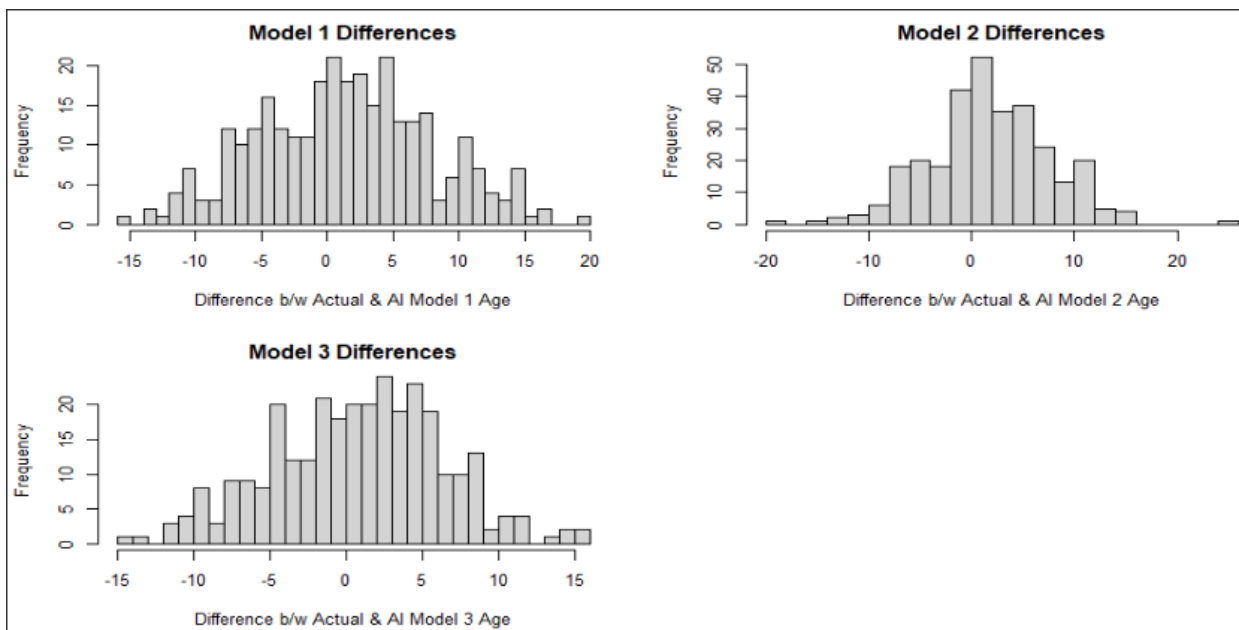 Model 1 Differences
Frequency
0 5 10 15 20
-15 -10 -5 0 5 10 15 20
Difference b/w Actual & AI Model 1 Age
Model 2 Differences
Frequency
0 10 20 30 40 50
-20 -10 0 10 20
Difference b/w Actual & AI Model 2 Age
Model 3 Differences
Frequency
0 5 10 15 20
-15 -10 -5 0 5 10 15
Difference b/w Actual & AI Model 3 Age